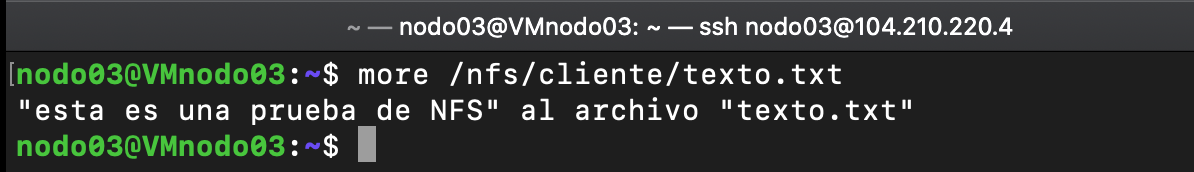 ~ — nodo03@VMnodo03: ~ — ssh nodo03@104.210.220.4
[nodo03@VMnodo03:~$ more /nfs/cliente/texto.txt
"esta es una prueba de NFS" al archivo "texto.txt"
nodo03@VMnodo03:~$